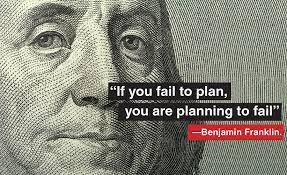 “If you fail to plan,
you are planning to fail”
—Benjamin Franklin.